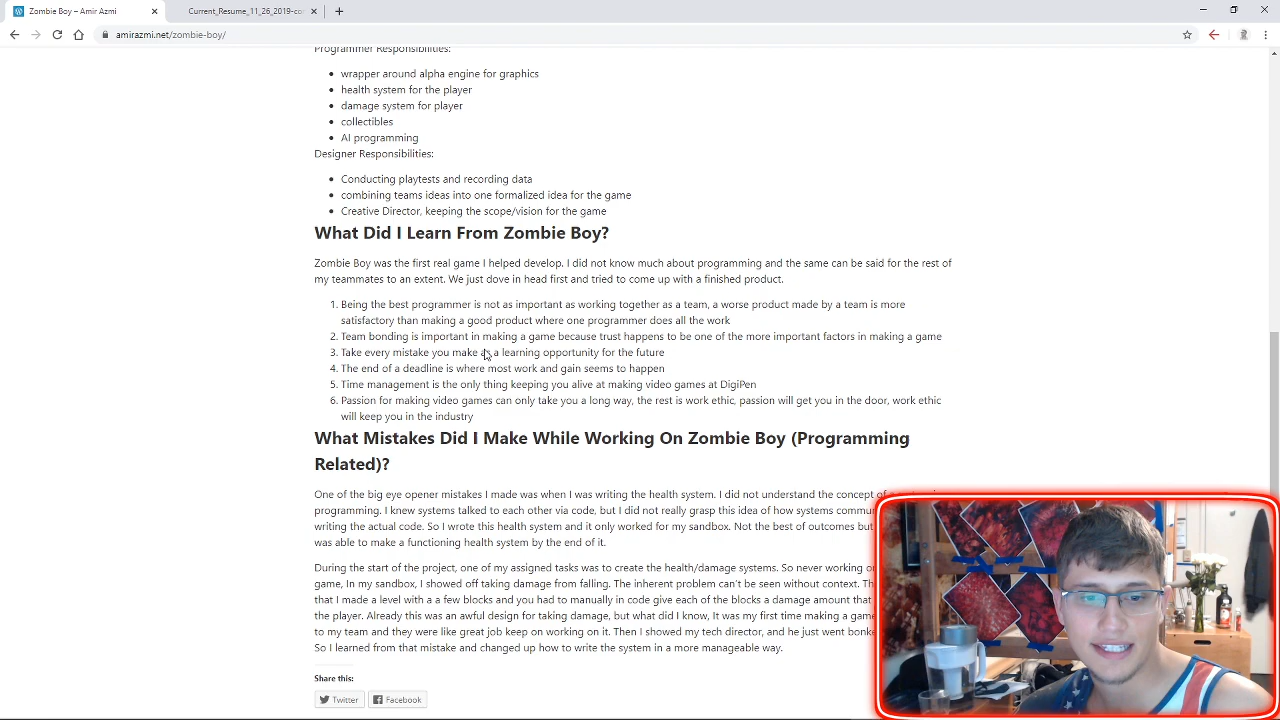 Zombie Boy – Amir Azmi
Current_Resume_11_26_2019-co
amirazmi.net/zombie-boy/
Programmer Responsibilities:
wrapper around alpha engine for graphics
health system for the player
damage system for player
collectibles
AI programming
Designer Responsibilities:
Conducting playtests and recording data
combining teams ideas into one formalized idea for the game
Creative Director, keeping the scope/vision for the game
What Did I Learn From Zombie Boy?
Zombie Boy was the first real game I helped develop. I did not know much about programming and the same can be said for the rest of
my teammates to an extent. We just dove in head first and tried to come up with a finished product.
1. Being the best programmer is not as important as working together as a team, a worse product made by a team is more
satisfactory than making a good product where one programmer does all the work
2. Team bonding is important in making a game because trust happens to be one of the more important factors in making a game
3. Take every mistake you make a learning opportunity for the future
4. The end of a deadline is where most work and gain seems to happen
5. Time management is the only thing keeping you alive at making video games at DigiPen
6. Passion for making video games can only take you a long way, the rest is work ethic, passion will get you in the door, work ethic
will keep you in the industry
What Mistakes Did I Make While Working On Zombie Boy (Programming
Related)?
One of the big eye opener mistakes I made was when I was writing the health system. I did not understand the concept of
programming. I knew systems talked to each other via code, but I did not really grasp this idea of how systems
writing the actual code. So I wrote this health system and it only worked for my sandbox. Not the best of outcomes but
was able to make a functioning health system by the end of it.
During the start of the project, one of my assigned tasks was to create the health/damage systems. So never working
game, In my sandbox, I showed off taking damage from falling. The inherent problem can't be seen without context.
that I made a level with a a few blocks and you had to manually in code give each of the blocks a damage amount that
the player. Already this was an awful design for taking damage, but what did I know, It was my first time making a
to my team and they were like great job keep on working on it. Then I showed my tech director, and he just went
So I learned from that mistake and changed up how to write the system in a more manageable way.
Share this:
Twitter
Facebook